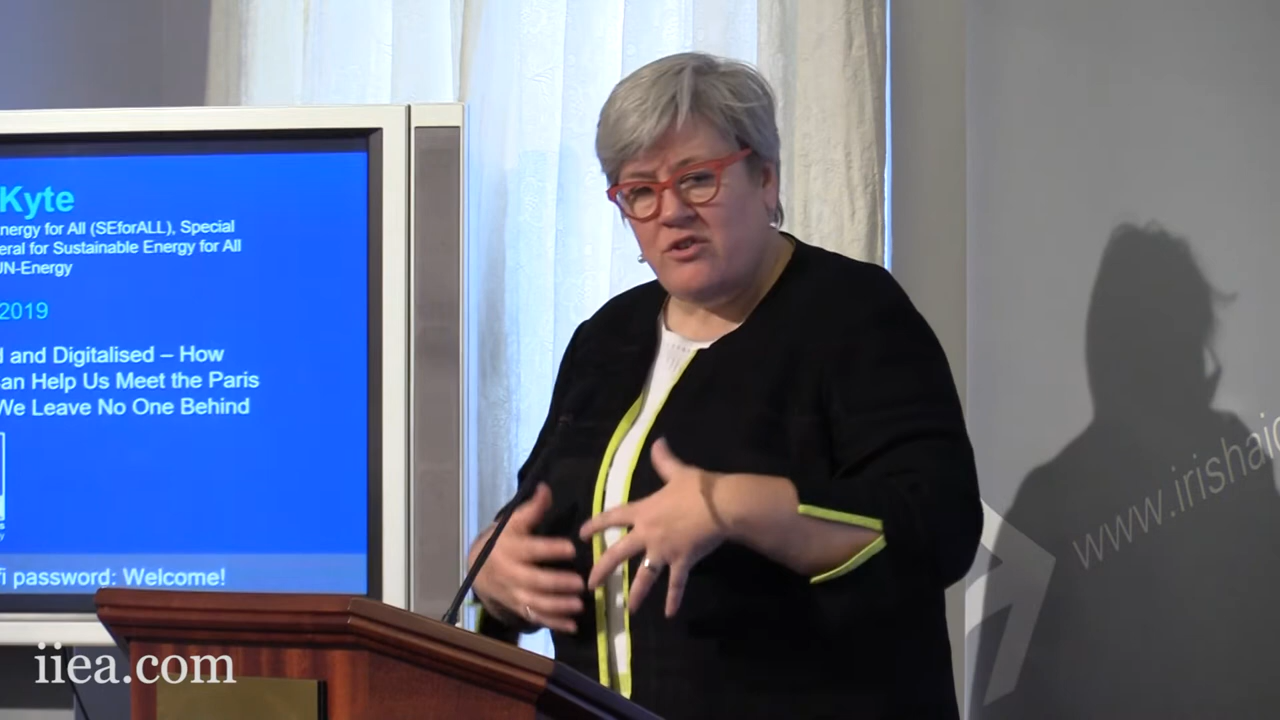 Kyte
nergy for All (SEforALL), Special
eral for Sustainable Energy for All
UN-Energy
2019
d and Digitalised – How
an Help Us Meet the Paris
We Leave No One Behind
fi password: Welcome!
iiea.com
www.irishaid